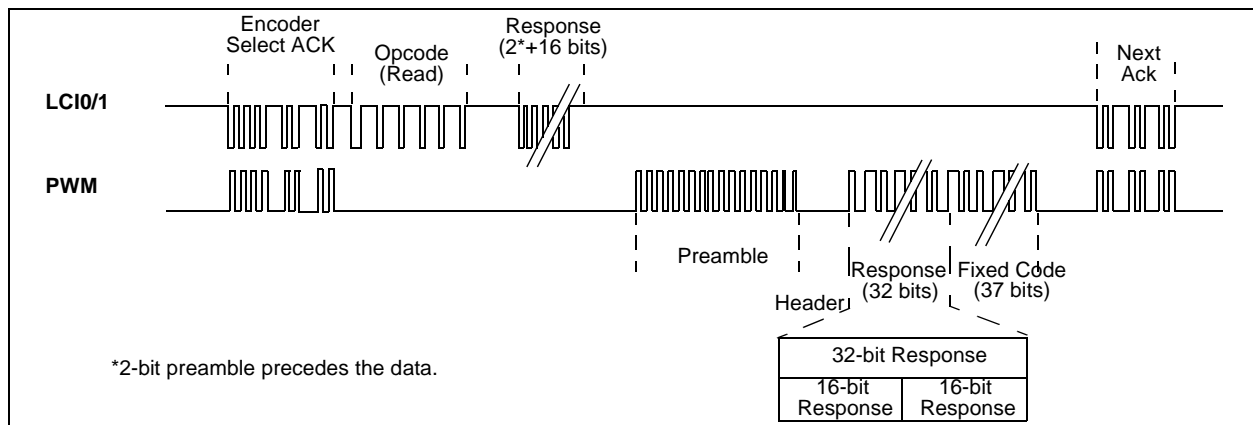 Encoder
Select ACK
Opcode
(Read)
Response
(2*+16 bits)
Next
Ack
LCI0/1
PWM
Preamble
Header
Response
(32 bits)
Fixed Code
(37 bits)
32-bit Response
16-bit
Response
16-bit
Response
*2-bit preamble precedes the data.